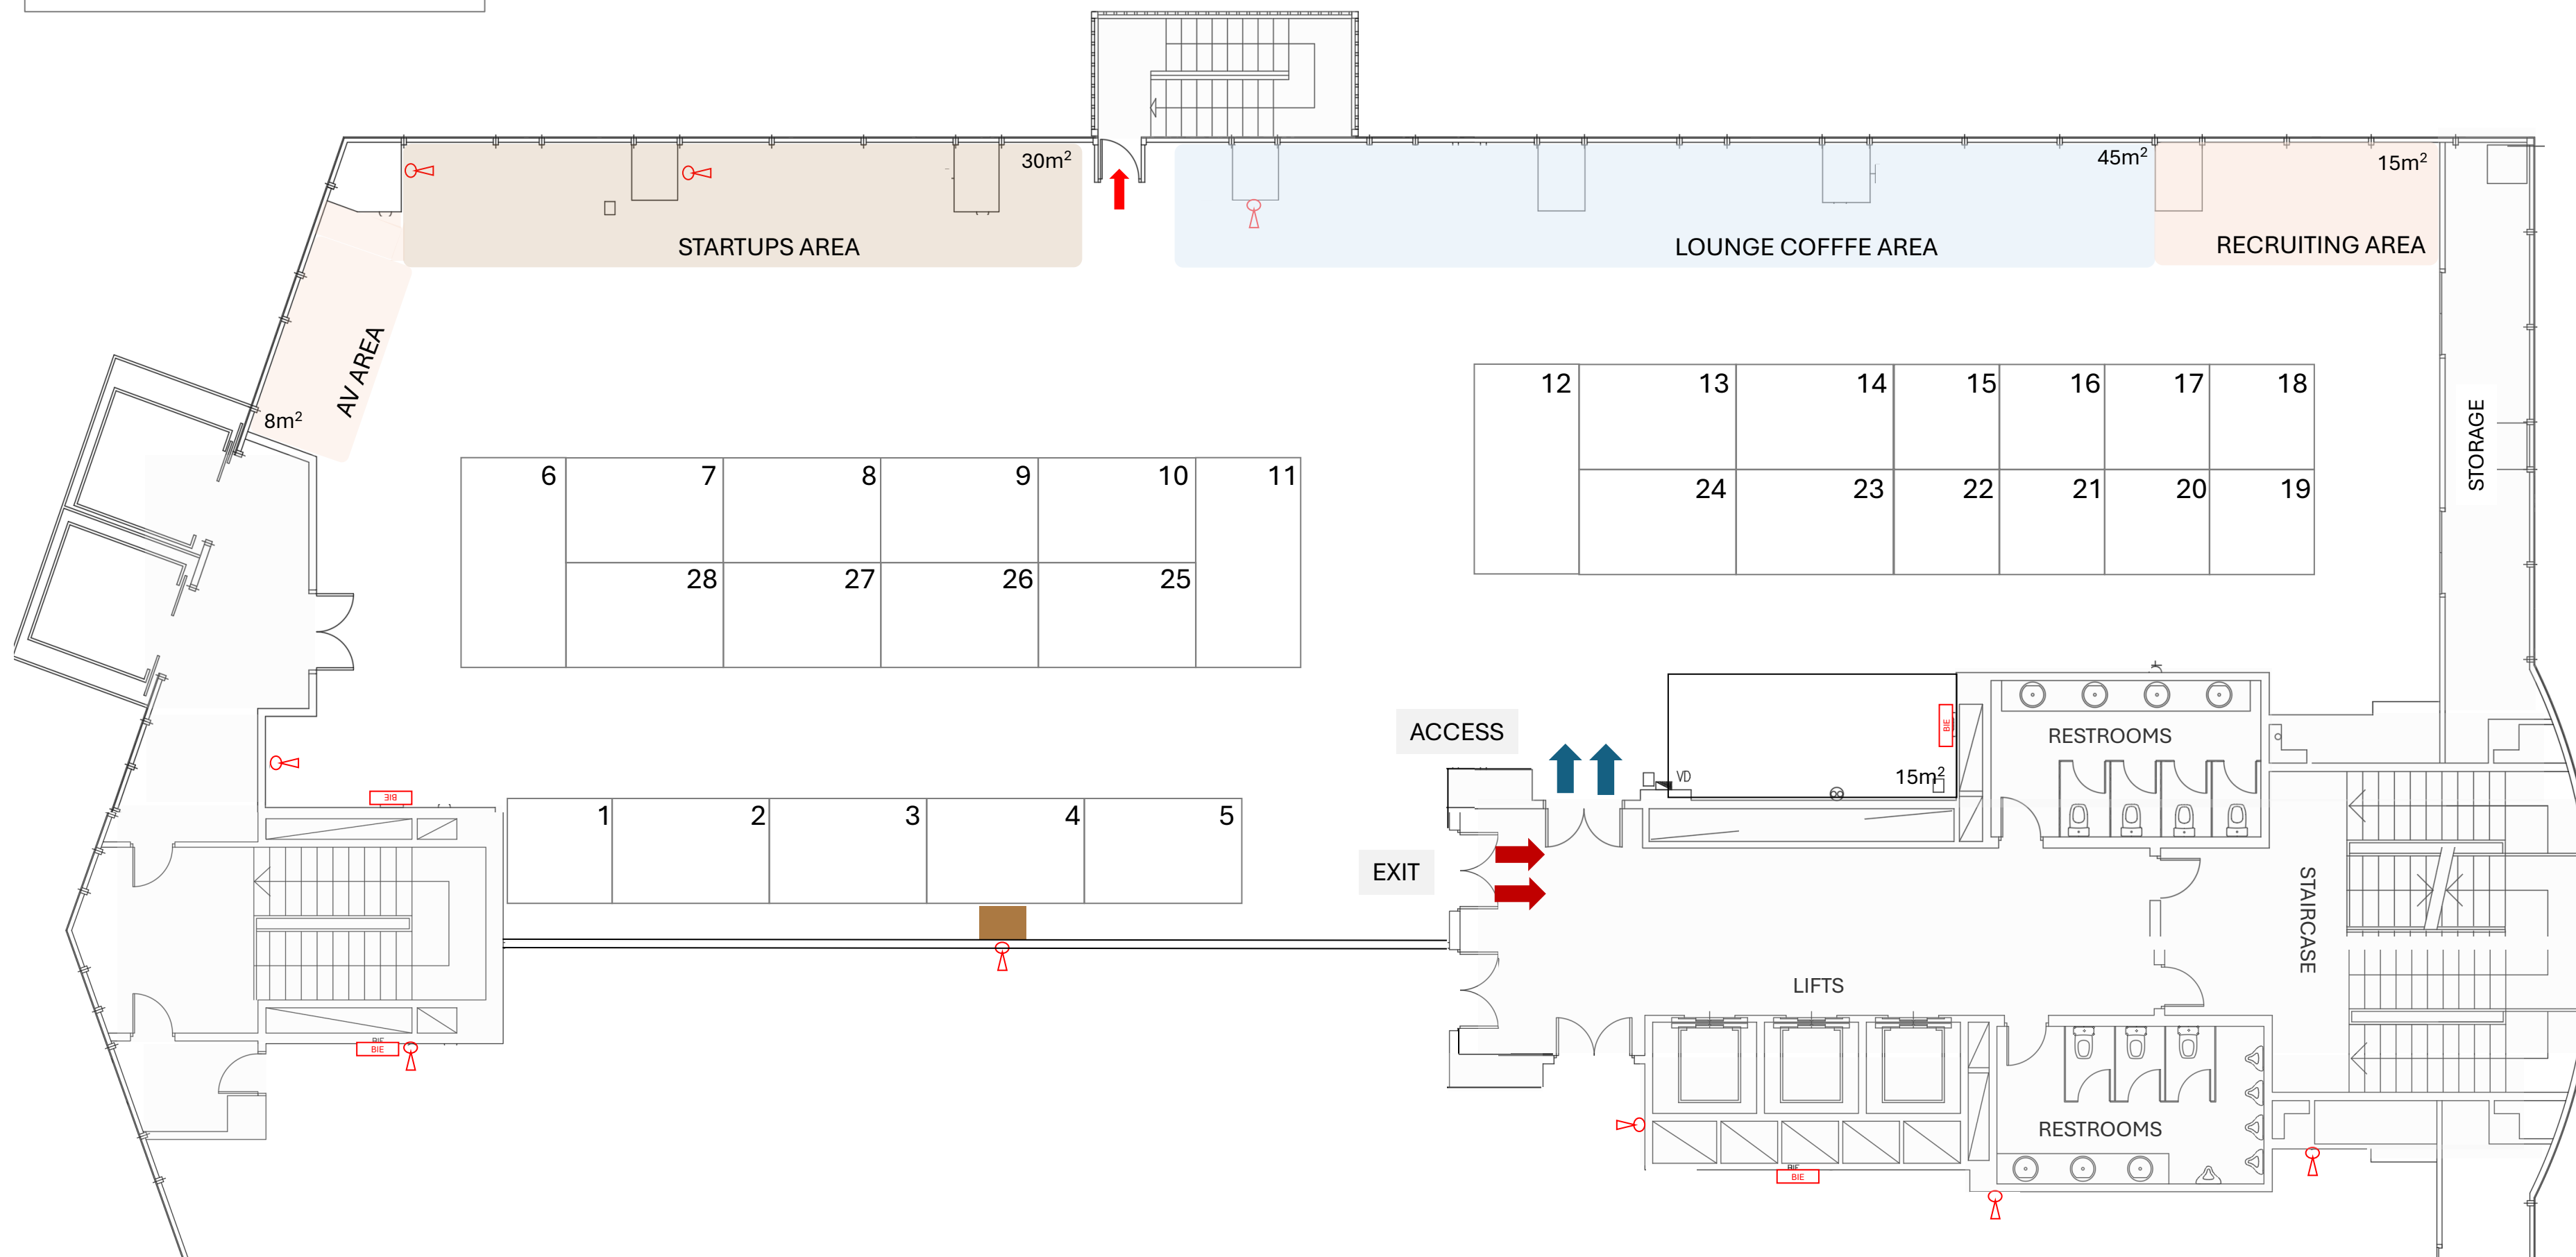 30m²
45m²
15m²
STARTUPS AREA
LOUNGE COFFFE AREA
RECRUITING AREA
AV AREA
8m²
12 13 14 15 16 17 18
24 23 22 21 20 19
STORAGE
6 7 8 9 10 11
28 27 26 25
ACCESS
VD
15m²
BIE
RESTROOMS
BIE
1 2 3 4 5
EXIT
STAIRCASE
LIFTS
BIE
BIE
RESTROOMS
BIE
BIE